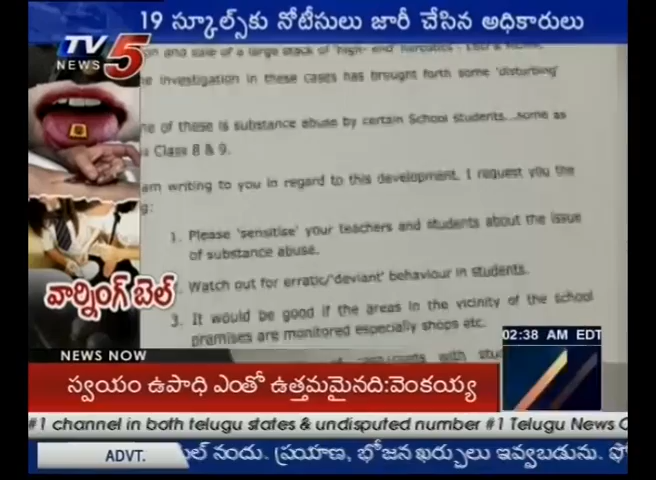 19 స్కూల్స్‌కు నోటీసులు జారీ చేసిన అధికారులు
TV5
NEWS
and sale of a large stack of 'high-end narcotics -
investigation in these cases has brought forth some 'disturbing'
of these is substance abuse by certain School students...some as
Class 8 & 9.
am writing to you in regard to this development. I request you the
g:
1. Please 'sensitise' your teachers and students about the issue
of substance abuse.
Watch out for erratic/'deviant' behaviour in students.
3. It would be good if the areas in the vicinity of the school
premises are monitored especially shops etc.
with
వార్నింగ్ బెల్
02:38 AM EDT
NEWS NOW
స్వయం ఉపాధి ఎంతో ఉత్తమమైనది:వెంకయ్య
#1 channel in both telugu states & undisputed number #1 Telugu News
ADVT.
నందు. (ప్రయాణ, భోజన ఖర్చులు ఇవ్వబడును.